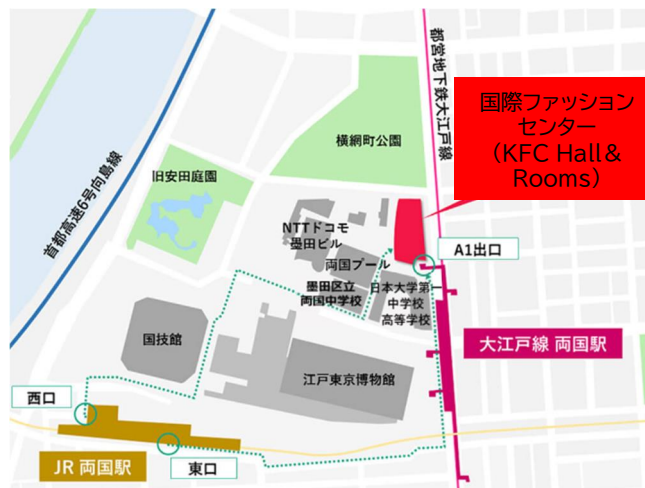 都営地下鉄大江戸線
国際ファッション
センター
(KFC Hall&
Rooms)
横網町公園
旧安田庭園
首都高速6号向島線
NTTドコモ
墨田ビル
両国プール
A1出口
墨田区立
両国中学校
日本大学第一
中学校
高等学校
国技館
大江戸線 両国駅
江戸東京博物館
西口
JR 両国駅
東口